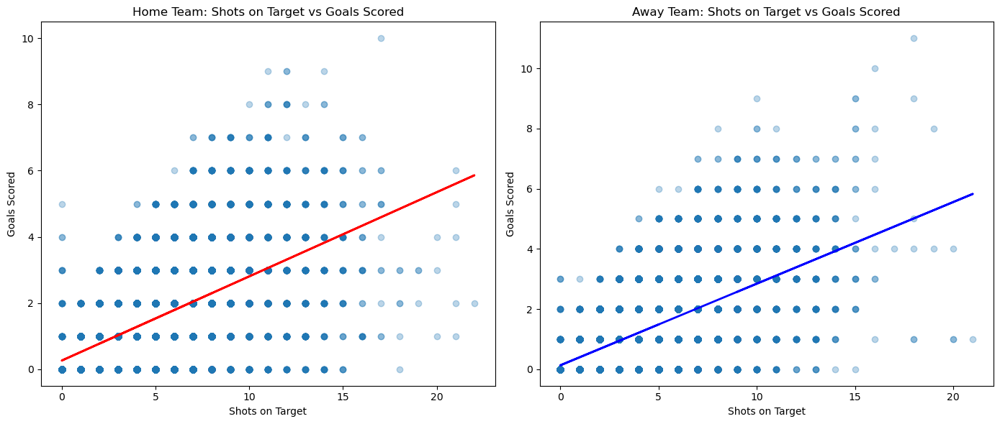 Home Team: Shots on Target vs Goals Scored
Goals Scored
10
8
6
4
2
0
0 5 10 15 20
Shots on Target
Away Team: Shots on Target vs Goals Scored
Goals Scored
10
8
6
4
2
0
0 5 10 15 20
Shots on Target